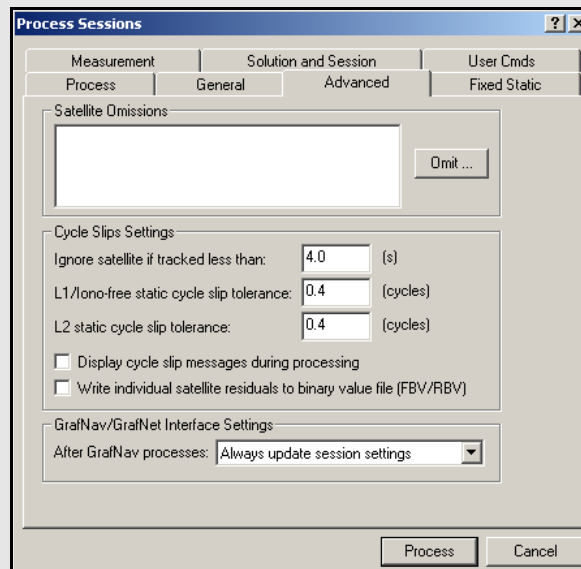 Process Sessions
Measurement Solution and Session User Cmds
Process General Advanced Fixed Static
Satellite Omissions
Omit ...
Cycle Slips Settings
Ignore satellite if tracked less than: 4.0 (s)
L1/Iono-free static cycle slip tolerance: 0.4 (cycles)
L2 static cycle slip tolerance: 0.4 (cycles)
Display cycle slip messages during processing
Write individual satellite residuals to binary value file (FBV/RBV)
GrafNav/GrafNet Interface Settings
After GrafNav processes: Always update session settings
Process Cancel